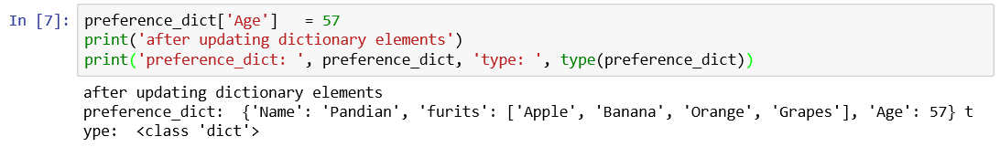 In [7]: preference_dict['Age']   = 57
print('after updating dictionary elements')
print('preference_dict: ', preference_dict, 'type: ', type(preference_dict))
after updating dictionary elements
preference_dict:  {'Name': 'Pandian', 'furits': ['Apple', 'Banana', 'Orange', 'Grapes'], 'Age': 57} t
ype:  <class 'dict'>